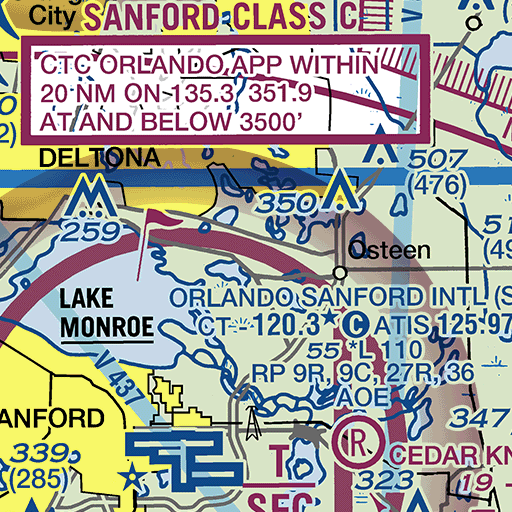 City
SANFORD CLASS C
CTC ORLANDO APP WITHIN
20 NM ON 135.3 351.9
AT AND BELOW 3500'
DELTONA
507
(476)
350
259
Osteen
LAKE
MONROE
ORLANDO SANFORD INTL (S
CT - 120.3* C ATIS 125.97
55 *L 110
RP 9R, 9C, 27R, 36
AOE
V 437
ANFORD
339
(285)
347
R
CEDAR KN
T
SFC
323
19